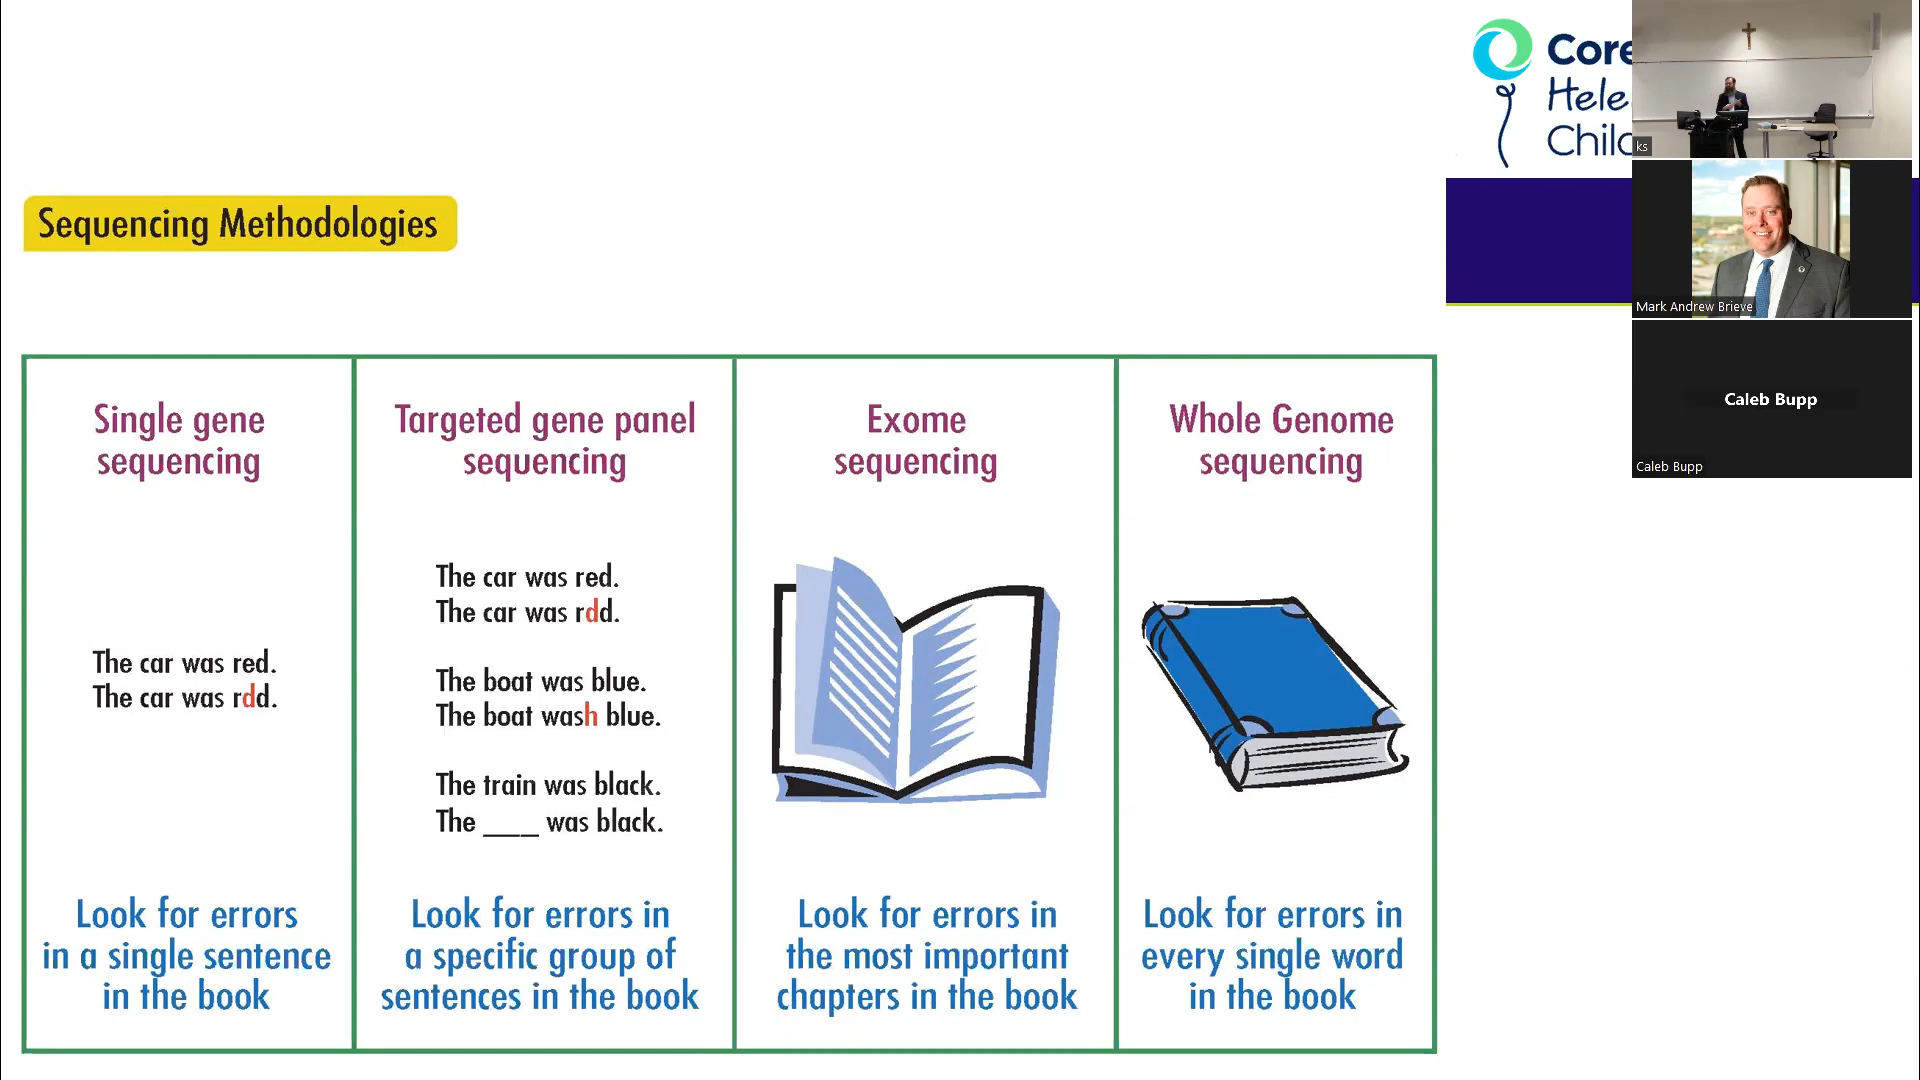 Core
Hele
Chilc
ks
Sequencing Methodologies
Mark Andrew Brieve
Caleb Bupp
Caleb Bupp
Single gene
sequencing
The car was red.
The car was rdd.
Look for errors
in a single sentence
in the book
Targeted gene panel
sequencing
The car was red.
The car was rdd.
The boat was blue.
The boat wash blue.
The train was black.
The ___ was black.
Look for errors in
a specific group of
sentences in the book
Exome
sequencing
Look for errors in
the most important
chapters in the book
Whole Genome
sequencing
Look for errors in
every single word
in the book